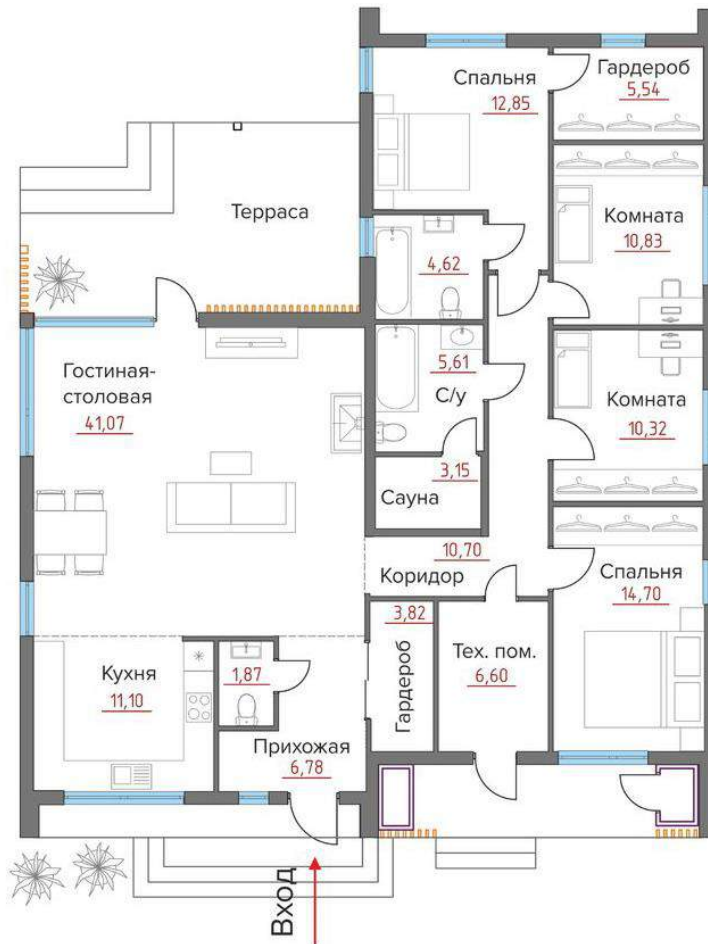 Спальня
12,85
Гардероб
5,54
Терраса
Комната
10,83
4,62
Гостиная-
столовая
41,07
5,61
С/у
Комната
10,32
3,15
Сауна
10,70
Коридор
Спальня
14,70
3,82
Гардероб
Тех. пом.
6,60
Кухня
11,10
1,87
Прихожая
6,78
Вход